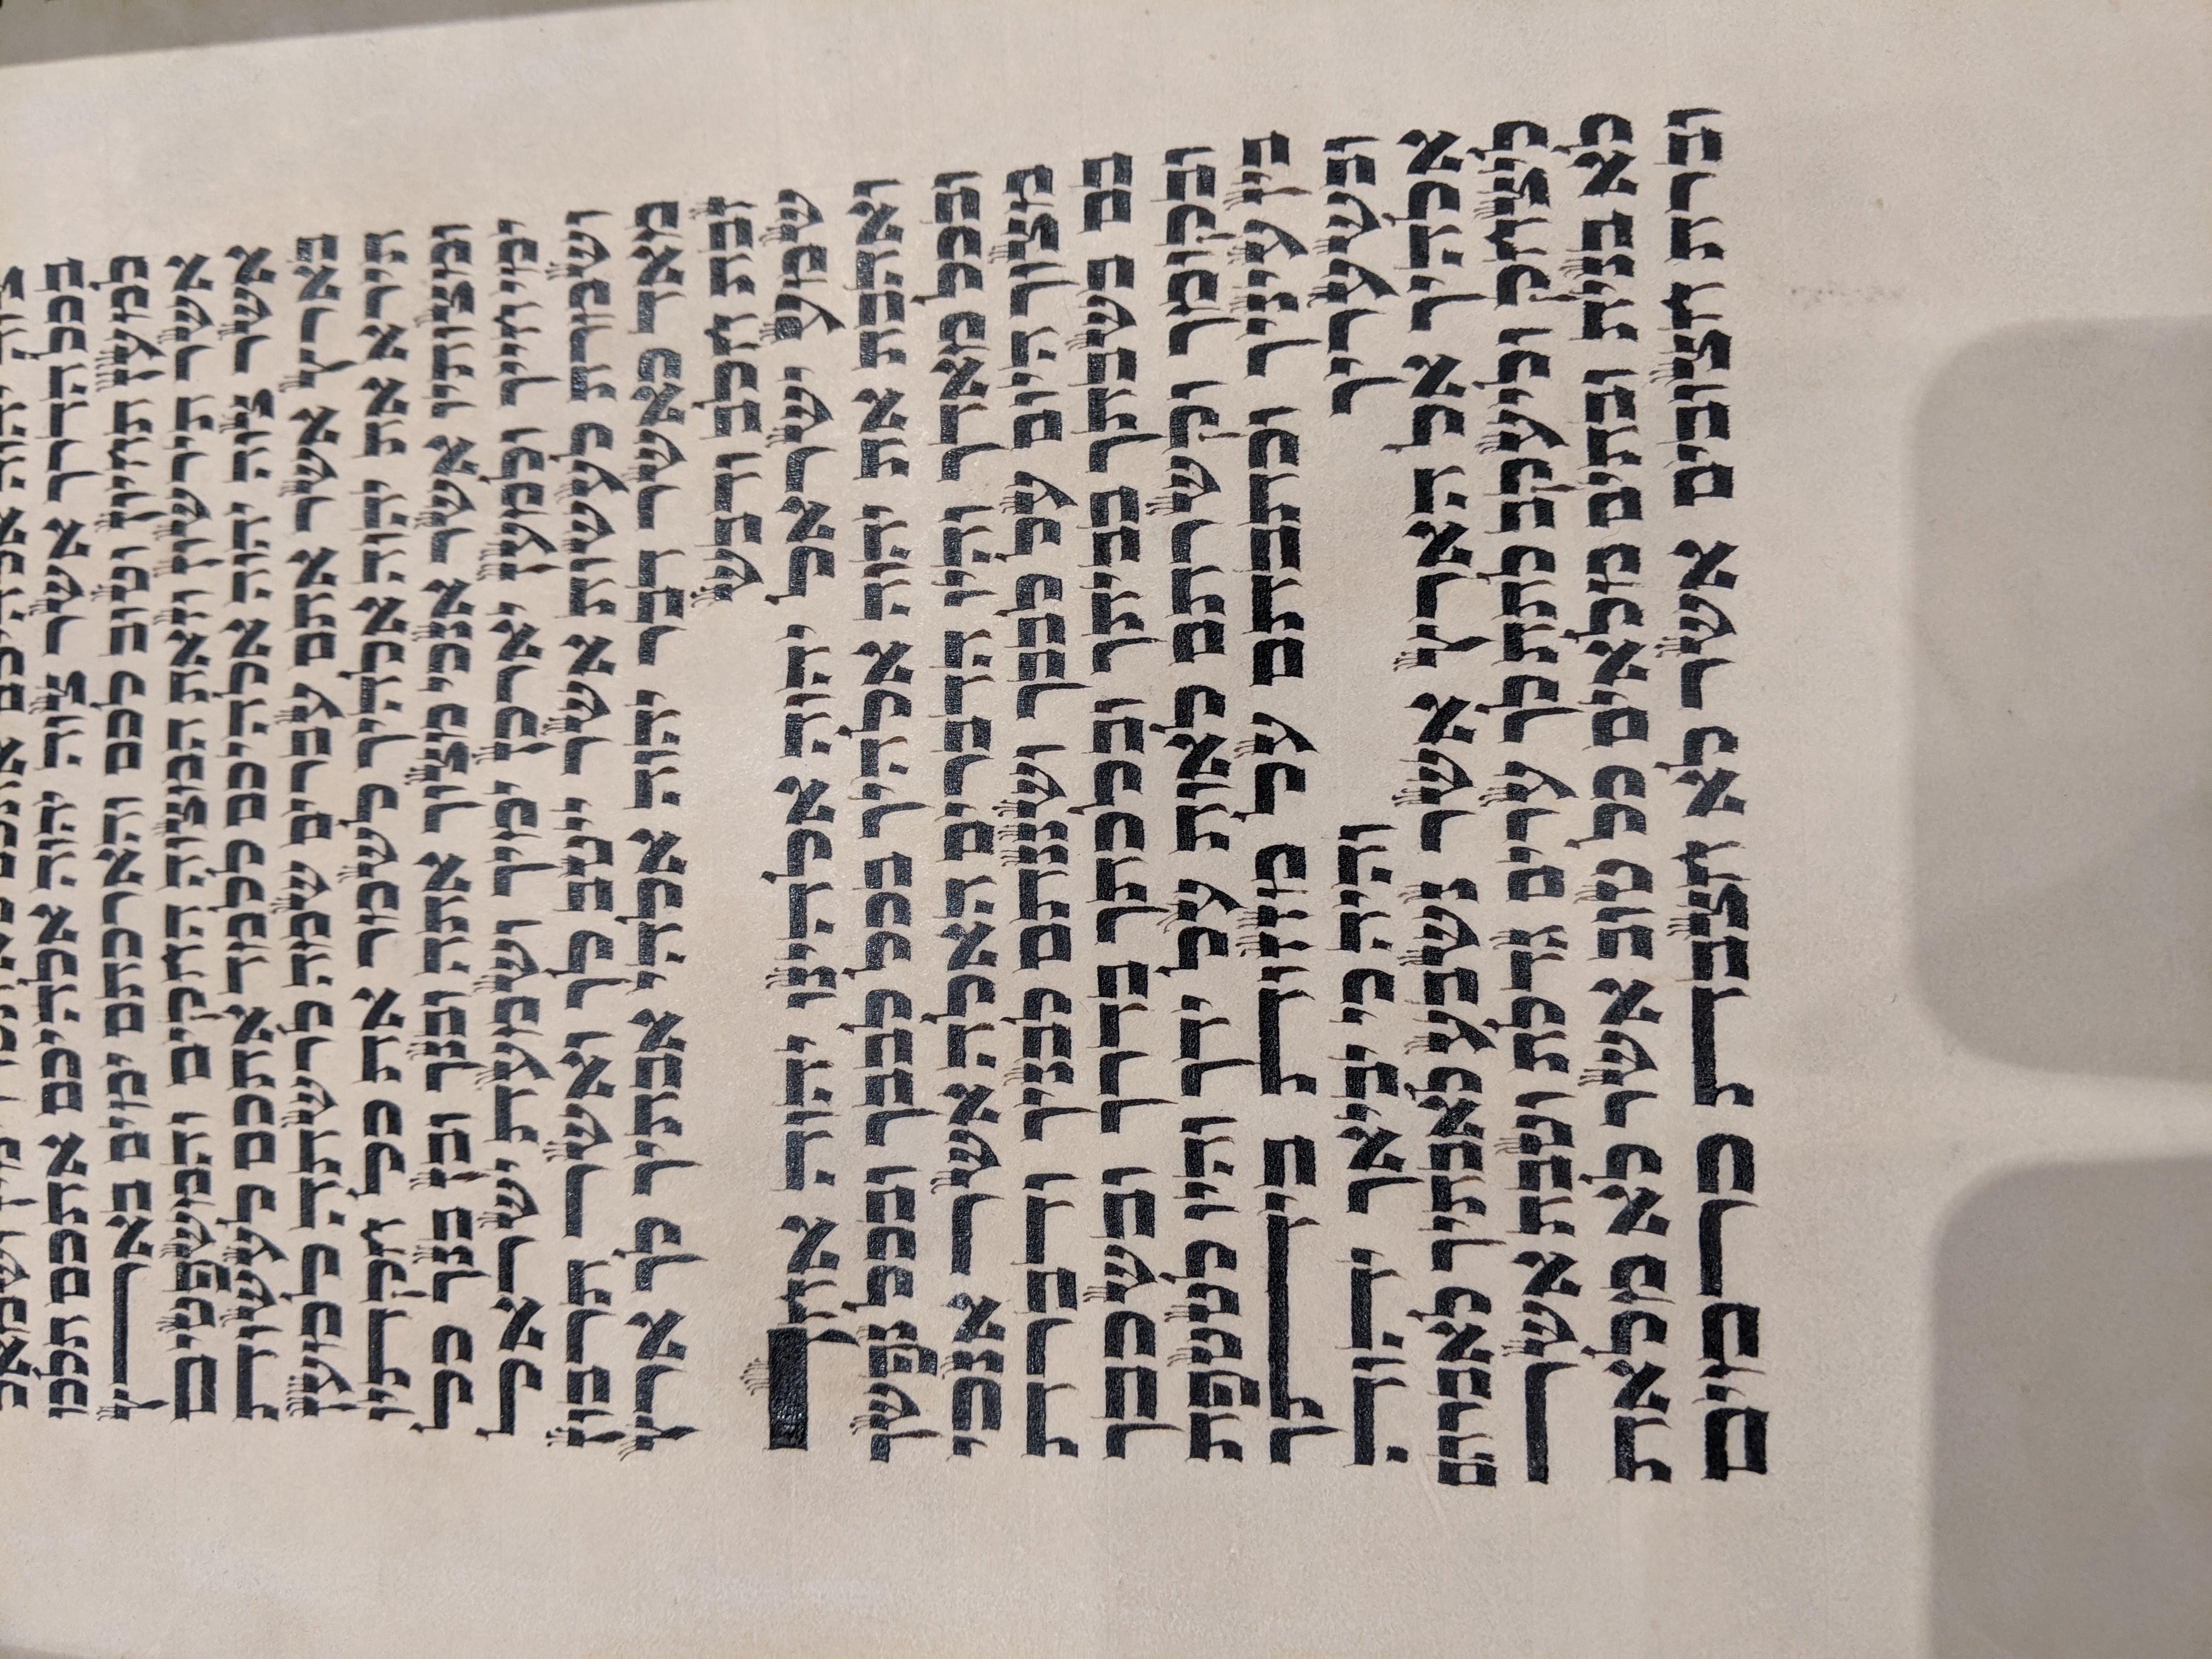 צוה יהוה אלהיכם אתכם לא תסרו ימין ושמאל
בכל הדרך אשר צוה יהוה אלהיכם אתכם תלכו
למען תחיון וטוב לכם והארכתם ימים בארץ
אשר תירשון וזאת המצוה החקים והמשפטים
אשר צוה יהוה אלהיכם ללמד אתכם לעשות
בארץ אשר אתם עברים שמה לרשתה למען
תירא את יהוה אלהיך לשמר את כל חקתיו
ומצותיו אשר אנכי מצוך אתה ובנך ובן בנך כל
ימי חייך ולמען יארכן ימיך ושמעת ישראל
ושמרת לעשות אשר ייטב לך ואשר תרבון
מאד כאשר דבר יהוה אלהי אבתיך לך ארץ
זבת חלב ודבש
שמע ישראל יהוה אלהינו יהוה אחד
ואהבת את יהוה אלהיך בכל לבבך ובכל נפשך
ובכל מאדך והיו הדברים האלה אשר אנכי
מצוך היום על לבבך ושננתם לבניך ודברת
בם בשבתך בביתך ובלכתך בדרך ובשכבך
ובקומך וקשרתם לאות על ידך והיו לטטפת
בין עיניך וכתבתם על מזזות ביתך
ובשעריך והיה כי יביאך יהוה
אלהיך אל הארץ אשר נשבע לאבתיך לאברהם
ליצחק וליעקב לתת לך ערים גדלת וטבת אשר
לא בנית ובתים מלאים כל טוב אשר לא מלאת
וברת חצובים אשר לא חצבת כרמים